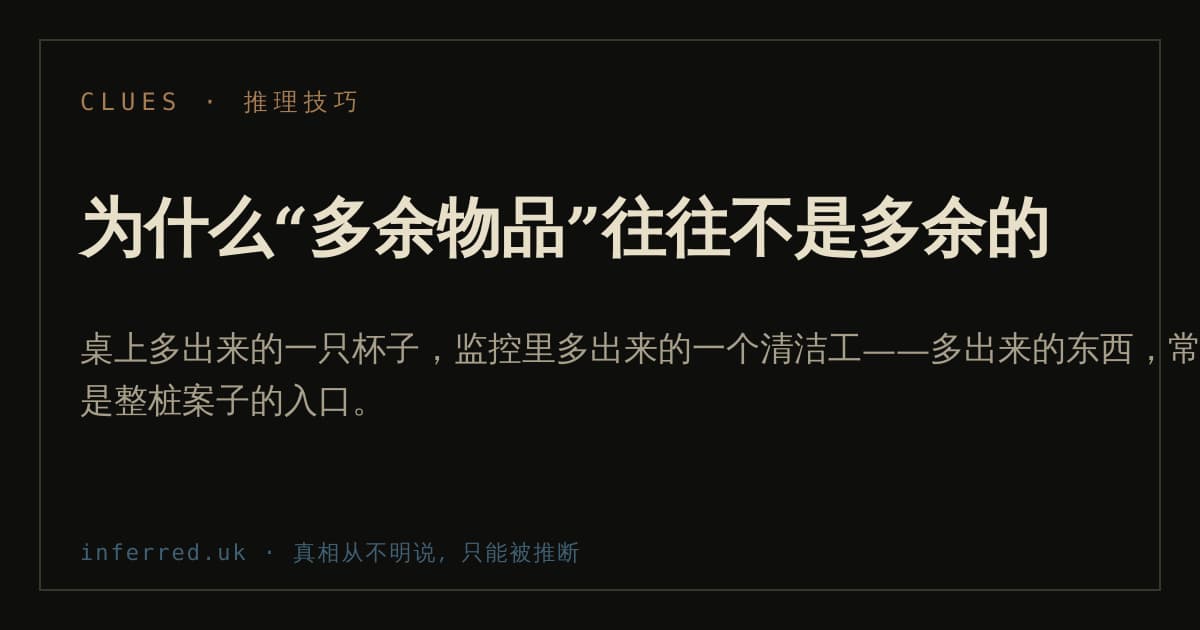 CLUES · 推理技巧
为什么“多余物品”往往不是多余的
桌上多出来的一只杯子，监控里多出来的一个清洁工——多出来的东西，常
是整桩案子的入口。
inferred.uk · 真相从不明说，只能被推断